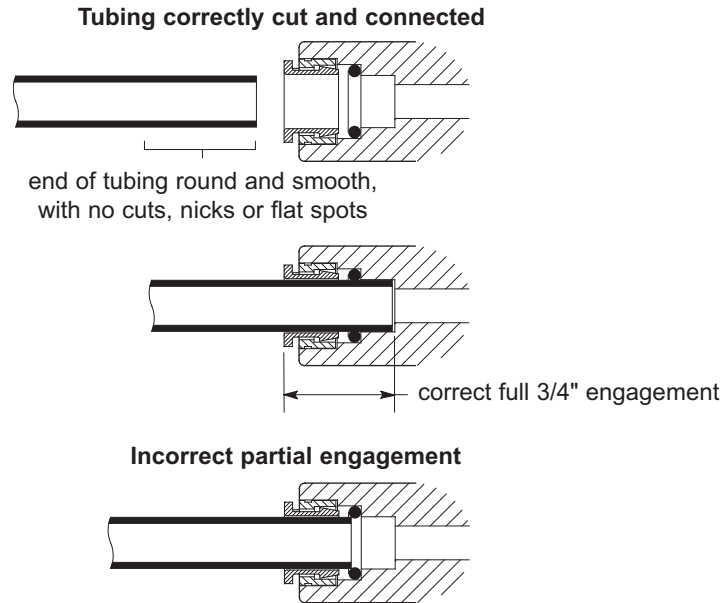 Tubing correctly cut and connected
end of tubing round and smooth,
with no cuts, nicks or flat spots
correct full 3/4" engagement
Incorrect partial engagement